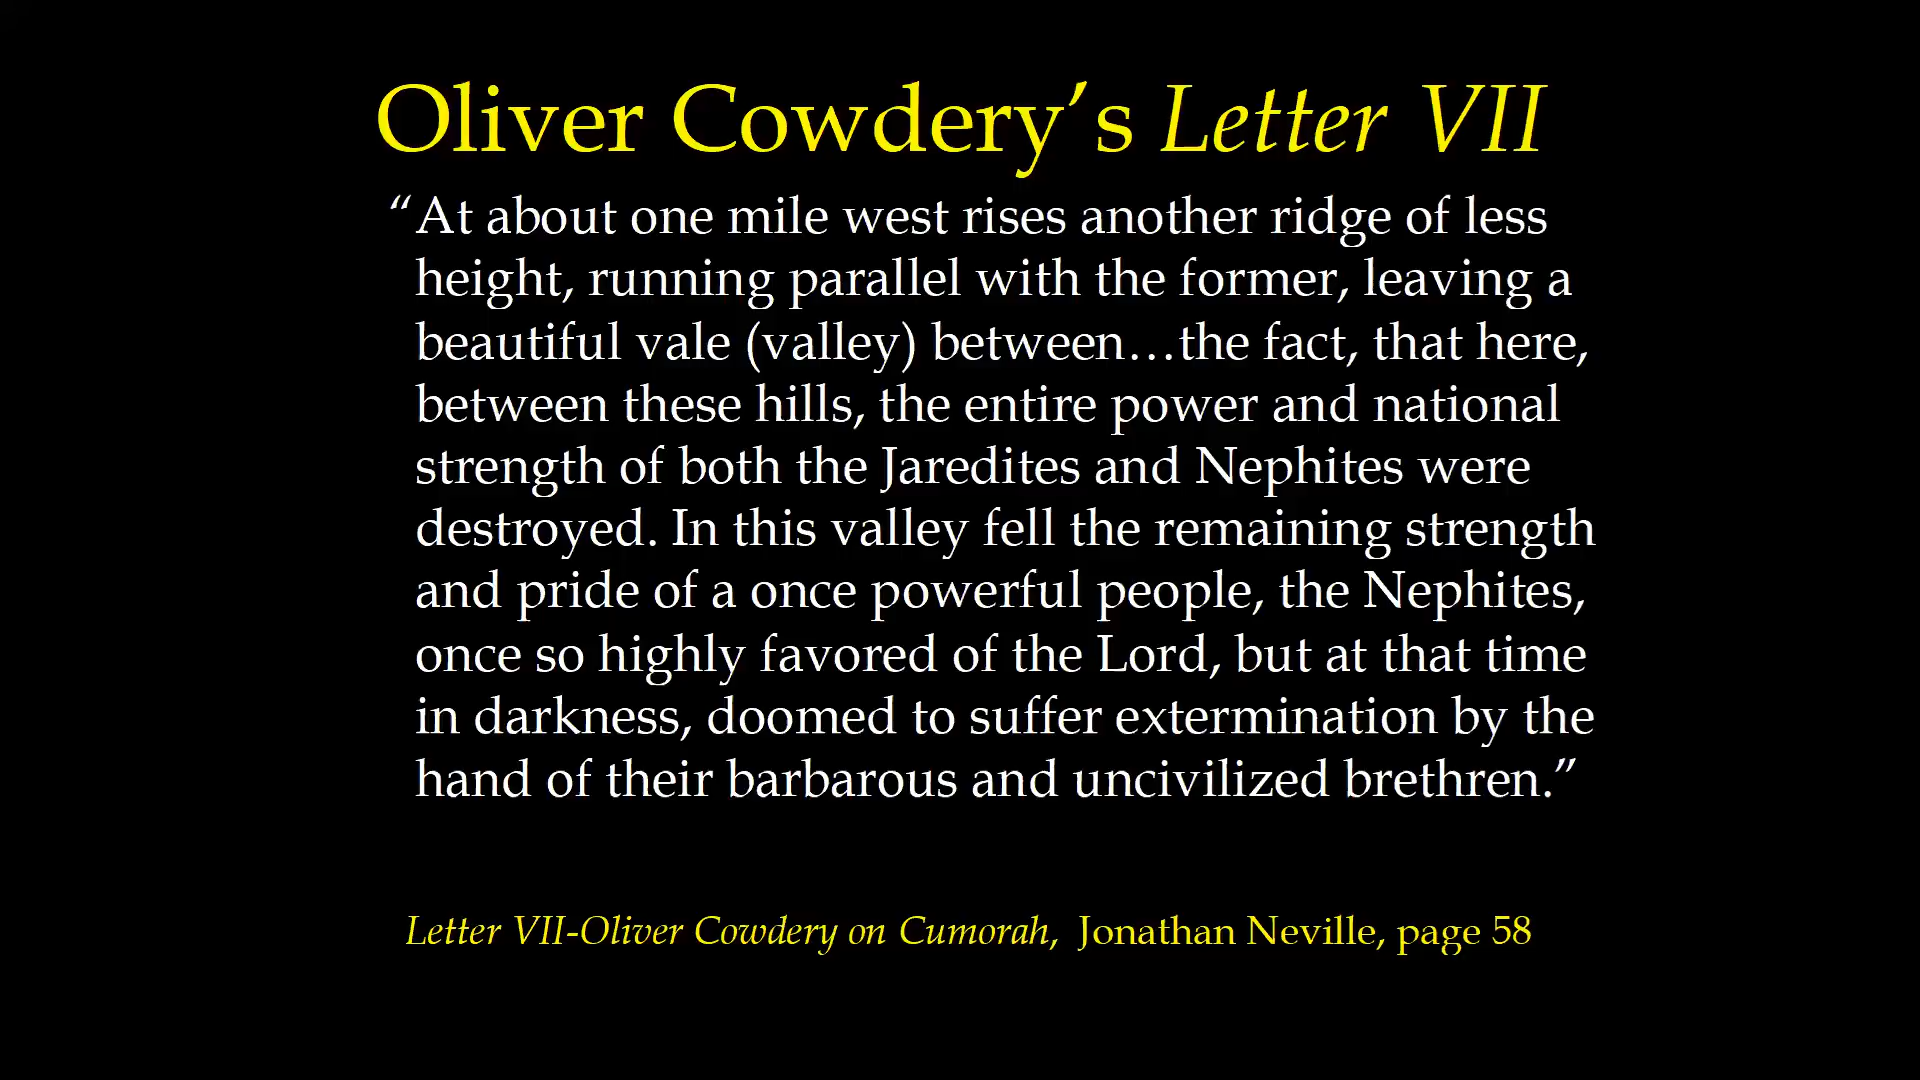 Oliver Cowdery’s Letter VII
“At about one mile west rises another ridge of less
height, running parallel with the former, leaving a
beautiful vale (valley) between…the fact, that here,
between these hills, the entire power and national
strength of both the Jaredites and Nephites were
destroyed. In this valley fell the remaining strength
and pride of a once powerful people, the Nephites,
once so highly favored of the Lord, but at that time
in darkness, doomed to suffer extermination by the
hand of their barbarous and uncivilized brethren.”
Letter VII-Oliver Cowdery on Cumorah, Jonathan Neville, page 58